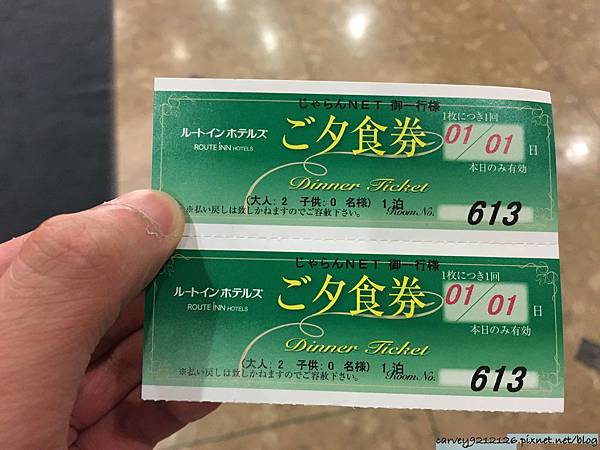 じゃらんNET 御一行様
ルートインホテルズ
ROUTE INN HOTELS
ご夕食券
1枚につき1回
01/01日
本日のみ有効
Dinner Ticket
(大人:2 子供:0 名様) 1泊
※払い戻しは致しかねますのでご容赦下さい。
Room No. 613
じゃらんNET 御一行様
ルートインホテルズ
ROUTE INN HOTELS
ご夕食券
1枚につき1回
01/01日
本日のみ有効
Dinner Ticket
(大人:2 子供:0 名様) 1泊
※払い戻しは致しかねますのでご容赦下さい。
Room No. 613
carvey9212126.pixnet.net/blog